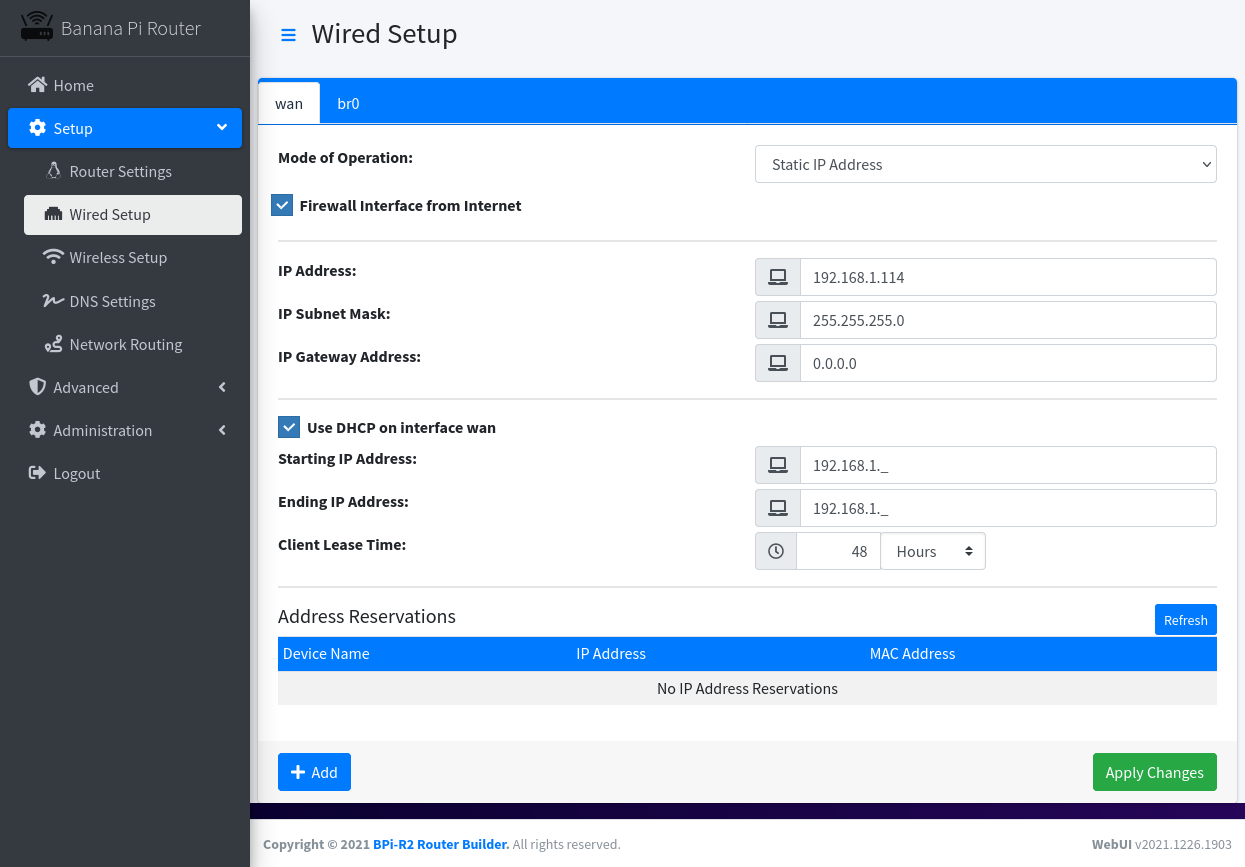 Banana Pi Router
Home
Setup
Router Settings
Wired Setup
Wireless Setup
DNS Settings
Network Routing
Advanced
Administration
Logout
Wired Setup
wan br0
Mode of Operation: Static IP Address
Firewall Interface from Internet
IP Address: 192.168.1.114
IP Subnet Mask: 255.255.255.0
IP Gateway Address: 0.0.0.0
Use DHCP on interface wan
Starting IP Address: 192.168.1._
Ending IP Address: 192.168.1._
Client Lease Time: 48 Hours
Address Reservations Refresh
Device Name IP Address MAC Address
No IP Address Reservations
Add Apply Changes
Copyright © 2021 BPi-R2 Router Builder. All rights reserved. WebUI v2021.1226.1903